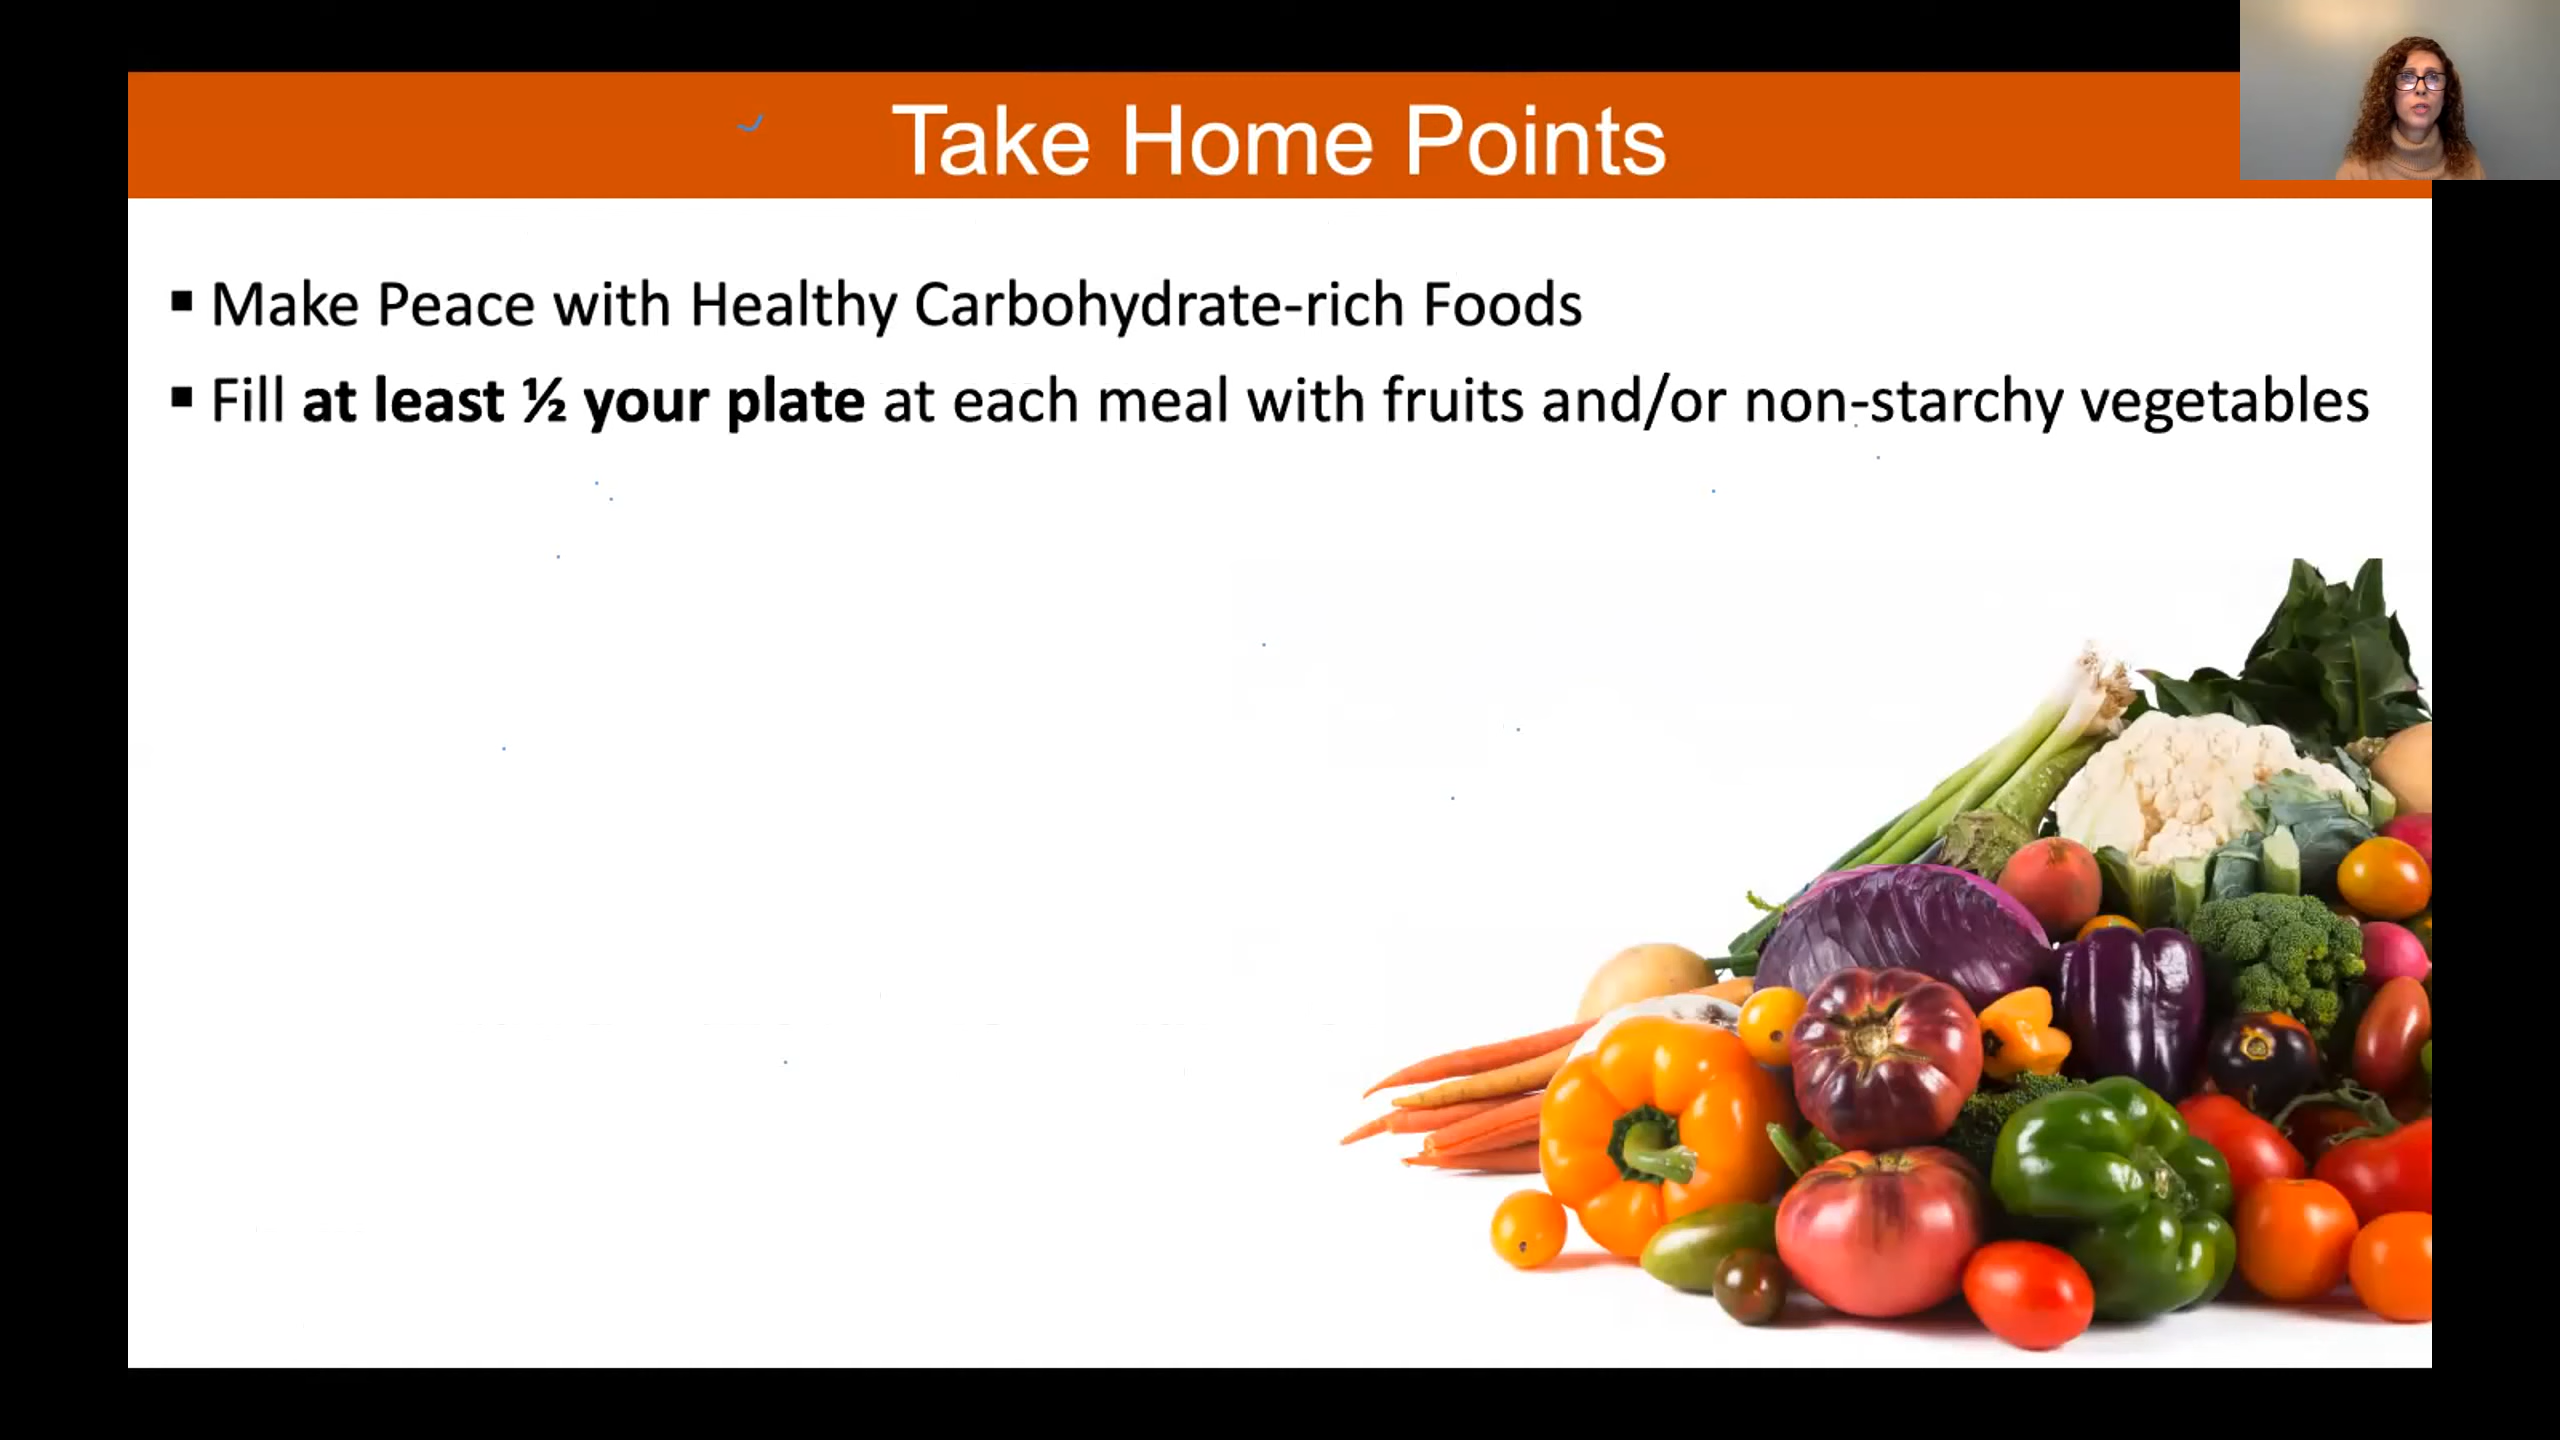 Take Home Points
▪ Make Peace with Healthy Carbohydrate-rich Foods
▪ Fill at least ½ your plate at each meal with fruits and/or non-starchy vegetables